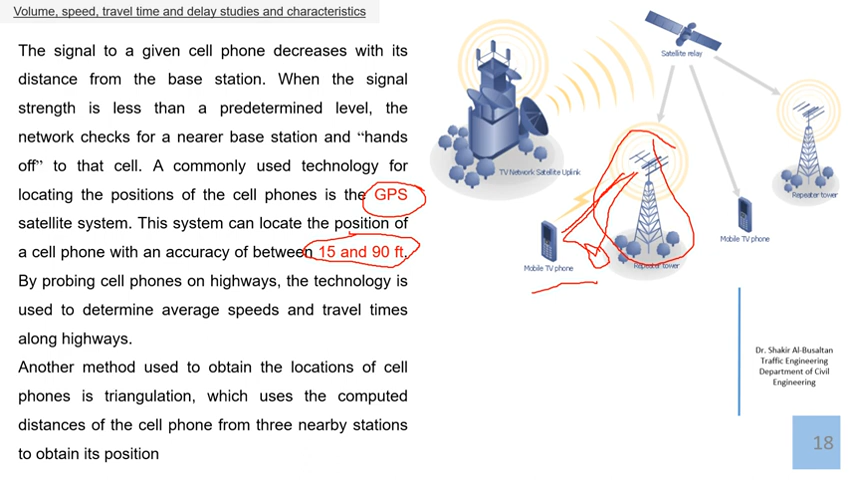 Volume, speed, travel time and delay studies and characteristics
The signal to a given cell phone decreases with its
distance from the base station. When the signal
strength is less than a predetermined level, the
network checks for a nearer base station and “hands
off” to that cell. A commonly used technology for
locating the positions of the cell phones is the GPS
satellite system. This system can locate the position of
a cell phone with an accuracy of between 15 and 90 ft.
By probing cell phones on highways, the technology is
used to determine average speeds and travel times
along highways.
Another method used to obtain the locations of cell
phones is triangulation, which uses the computed
distances of the cell phone from three nearby stations
to obtain its position
Satellite relay
TV Network Satellite Uplink
Repeater tower
Mobile TV phone
Mobile TV phone
Repeater tower
Dr. Shakir Al-Busaltan
Traffic Engineering
Department of Civil
Engineering
18